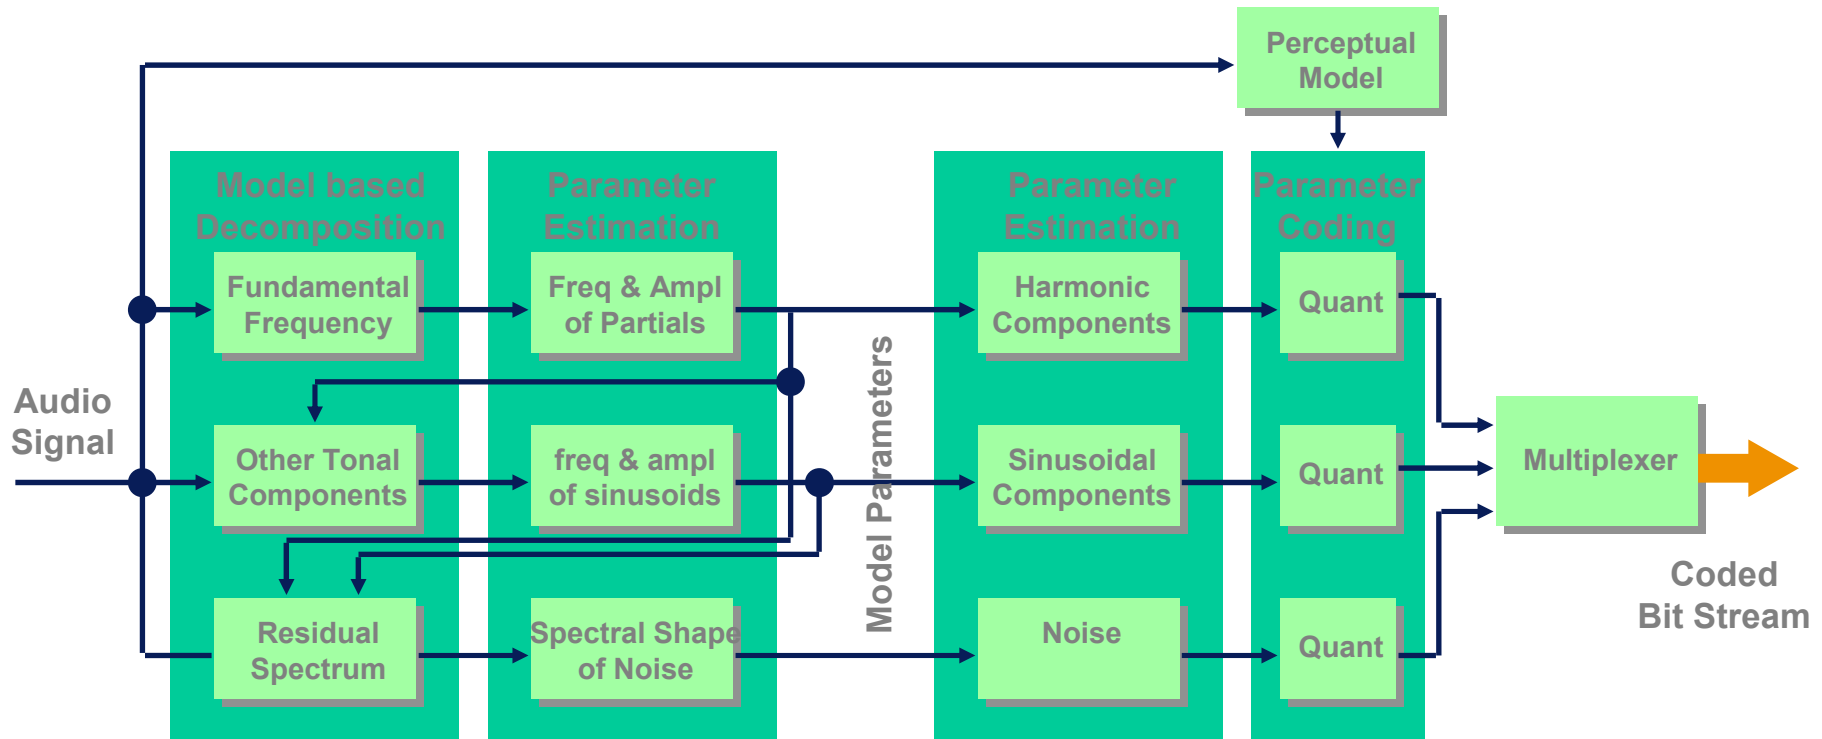 Perceptual
Model
Model based
Decomposition
Parameter
Estimation
Parameter
Estimation
Parameter
Coding
Fundamental
Frequency
Freq & Ampl
of Partials
Harmonic
Components
Quant
Audio
Signal
Other Tonal
Components
freq & ampl
of sinusoids
Model Parameters
Sinusoidal
Components
Quant
Multiplexer
Residual
Spectrum
Spectral Shape
of Noise
Noise
Quant
Coded
Bit Stream